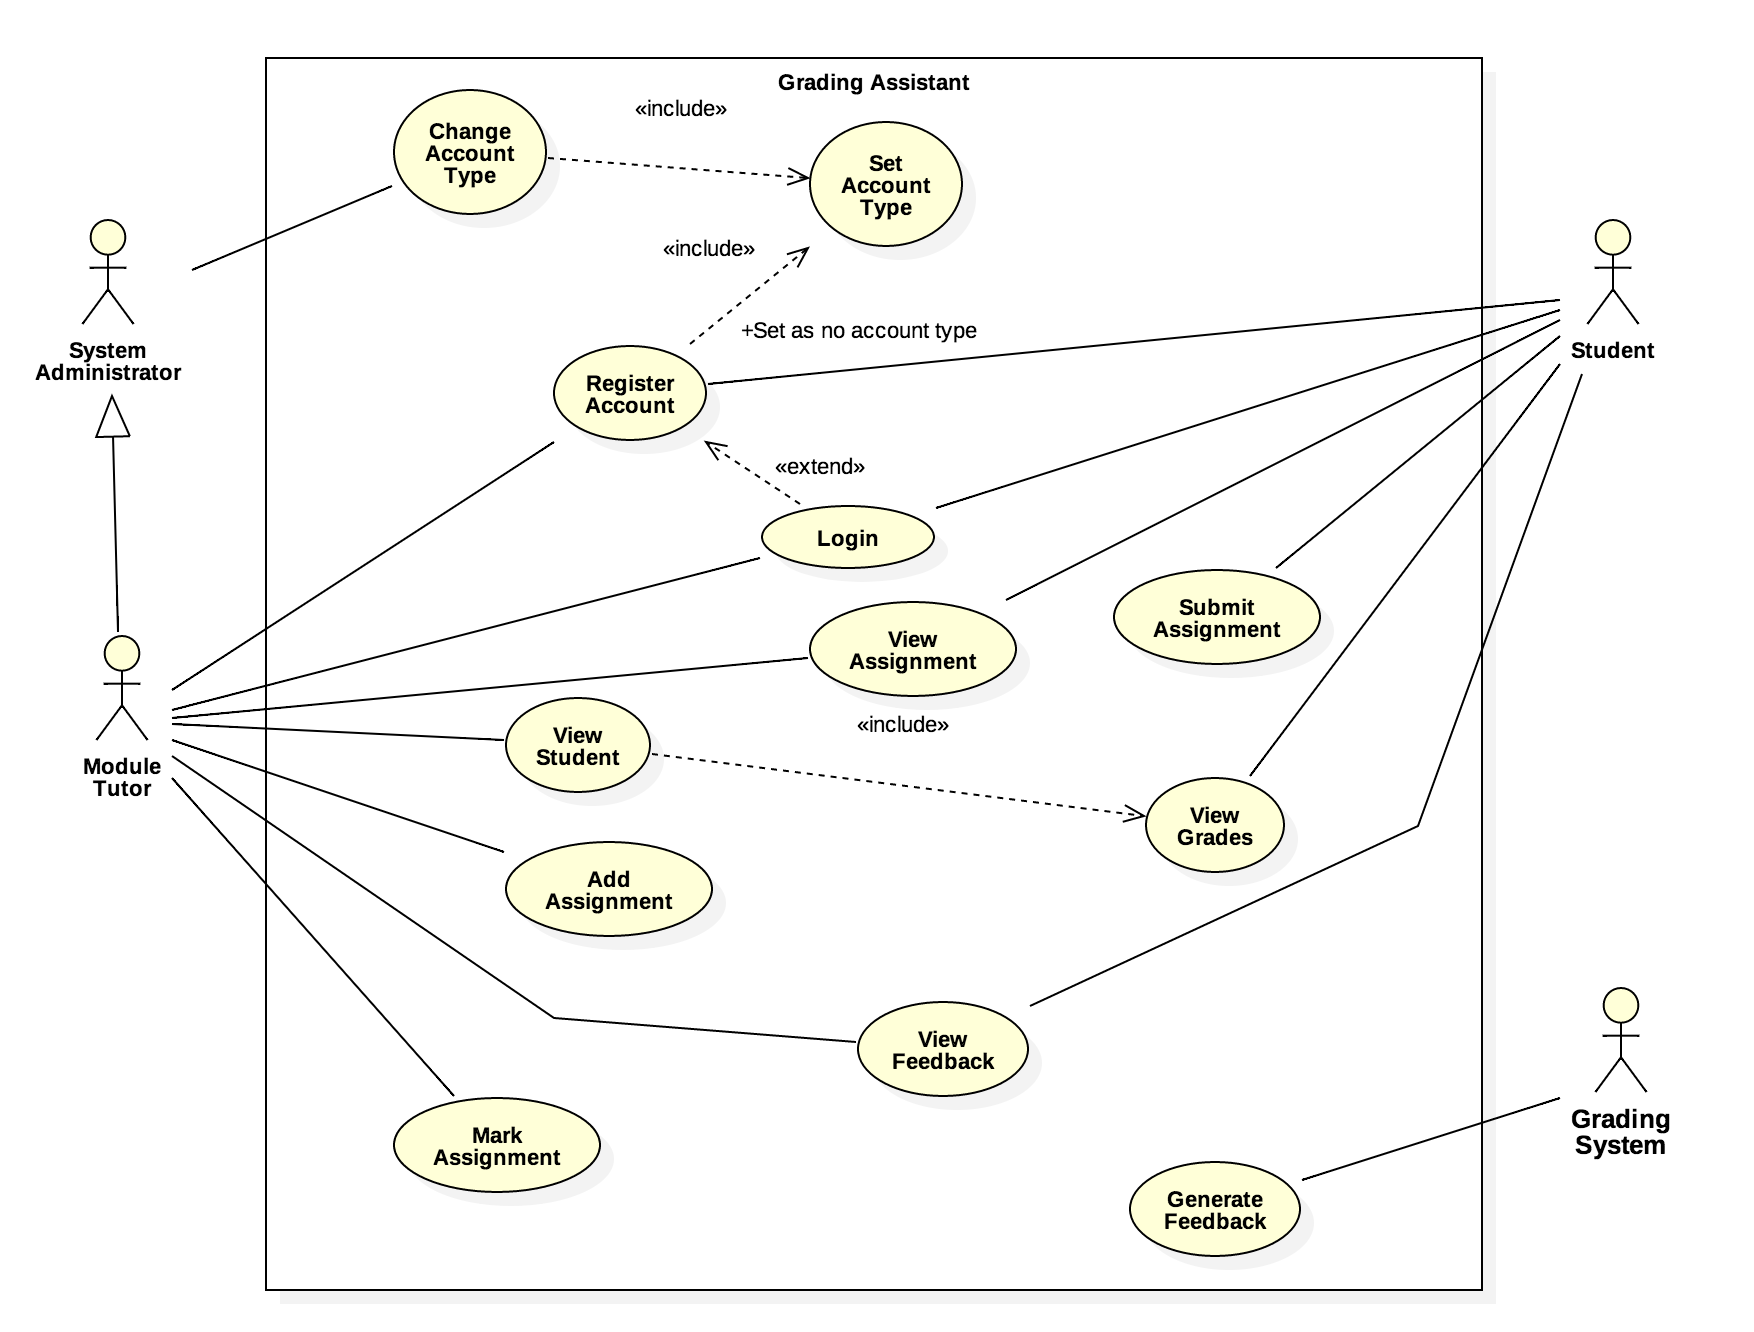 Grading Assistant
«include»
Change
Account
Type
Set
Account
Type
«include»
+Set as no account type
System
Administrator
Student
Register
Account
«extend»
Login
Submit
Assignment
View
Assignment
«include»
View
Student
Module
Tutor
View
Grades
Add
Assignment
View
Feedback
Grading
System
Mark
Assignment
Generate
Feedback